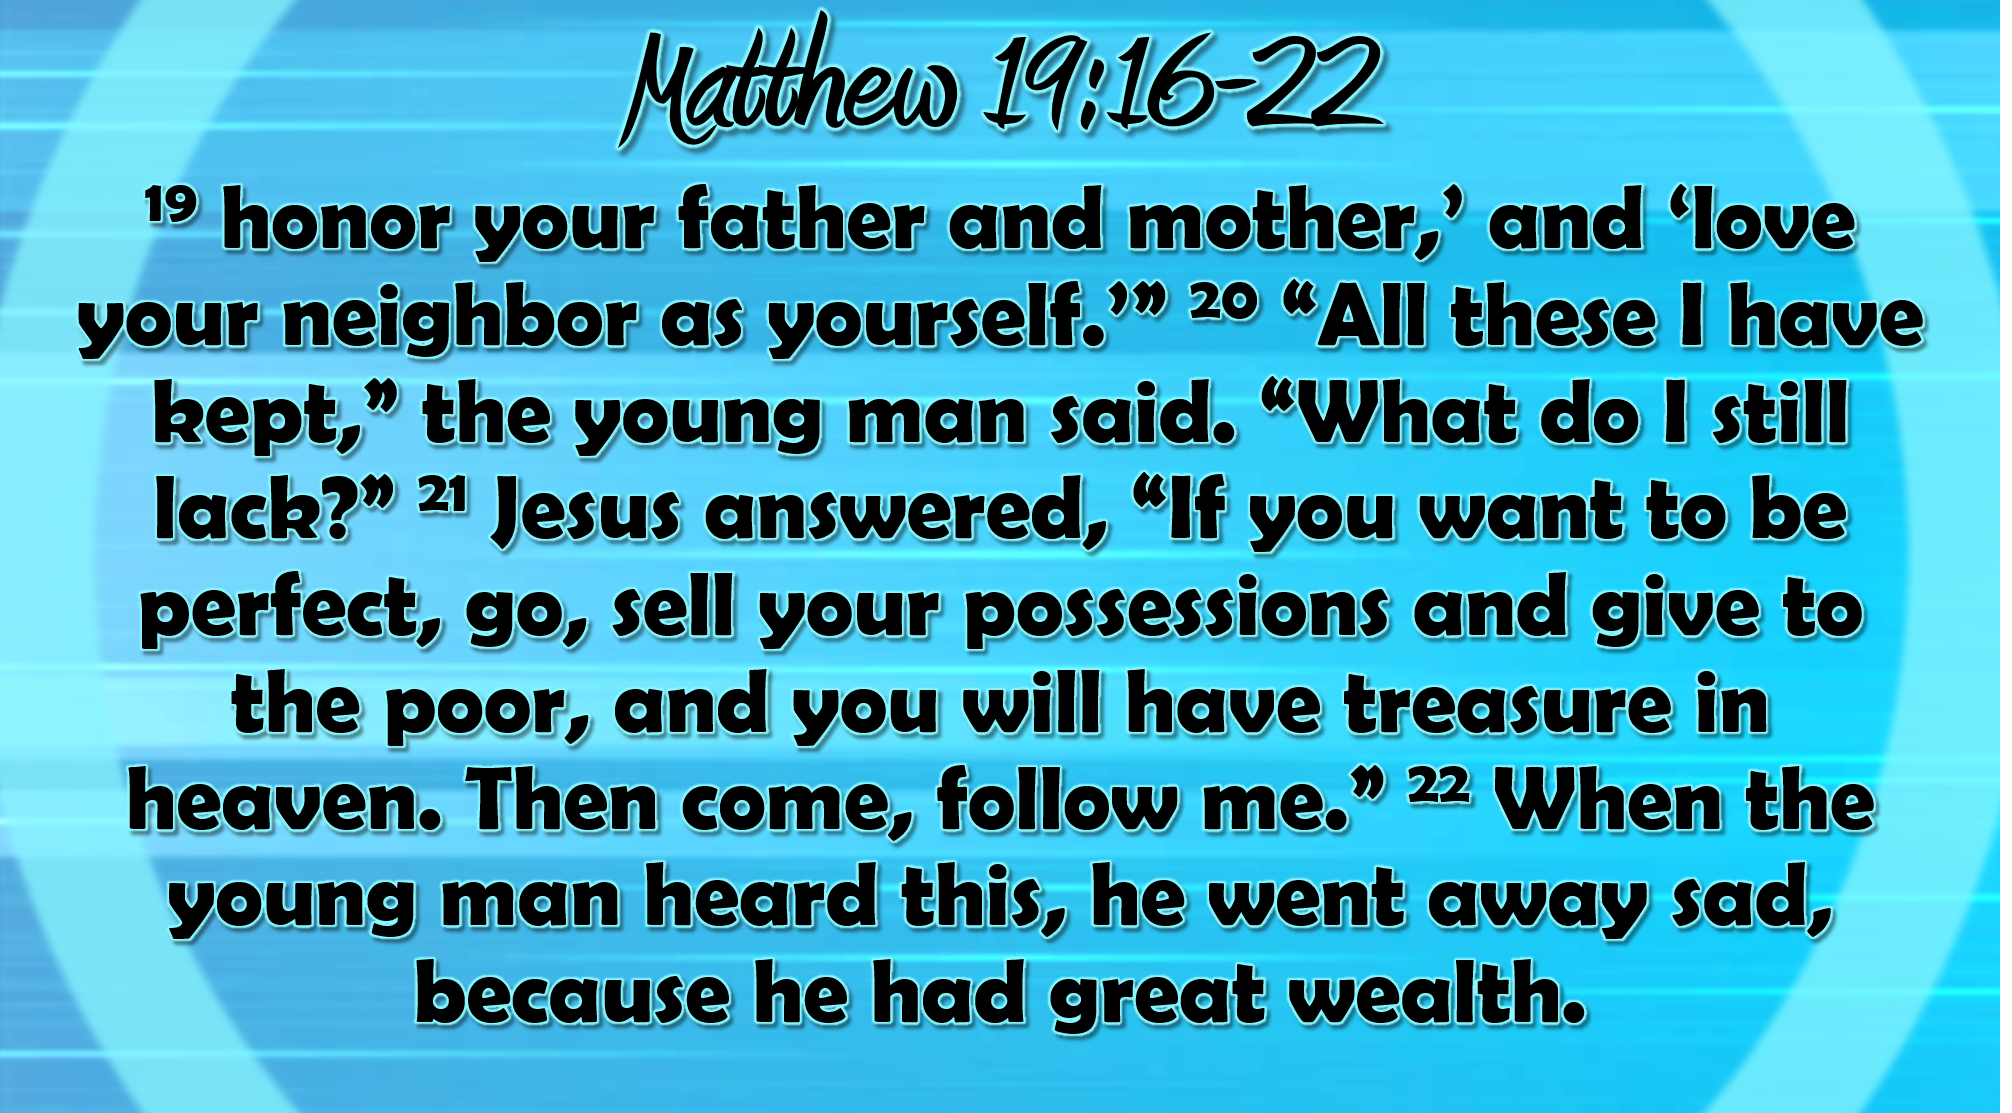 Matthew 19:16-22
19 honor your father and mother,’ and ‘love
your neighbor as yourself.’” 20 “All these I have
kept,” the young man said. “What do I still
lack?” 21 Jesus answered, “If you want to be
perfect, go, sell your possessions and give to
the poor, and you will have treasure in
heaven. Then come, follow me.” 22 When the
young man heard this, he went away sad,
because he had great wealth.